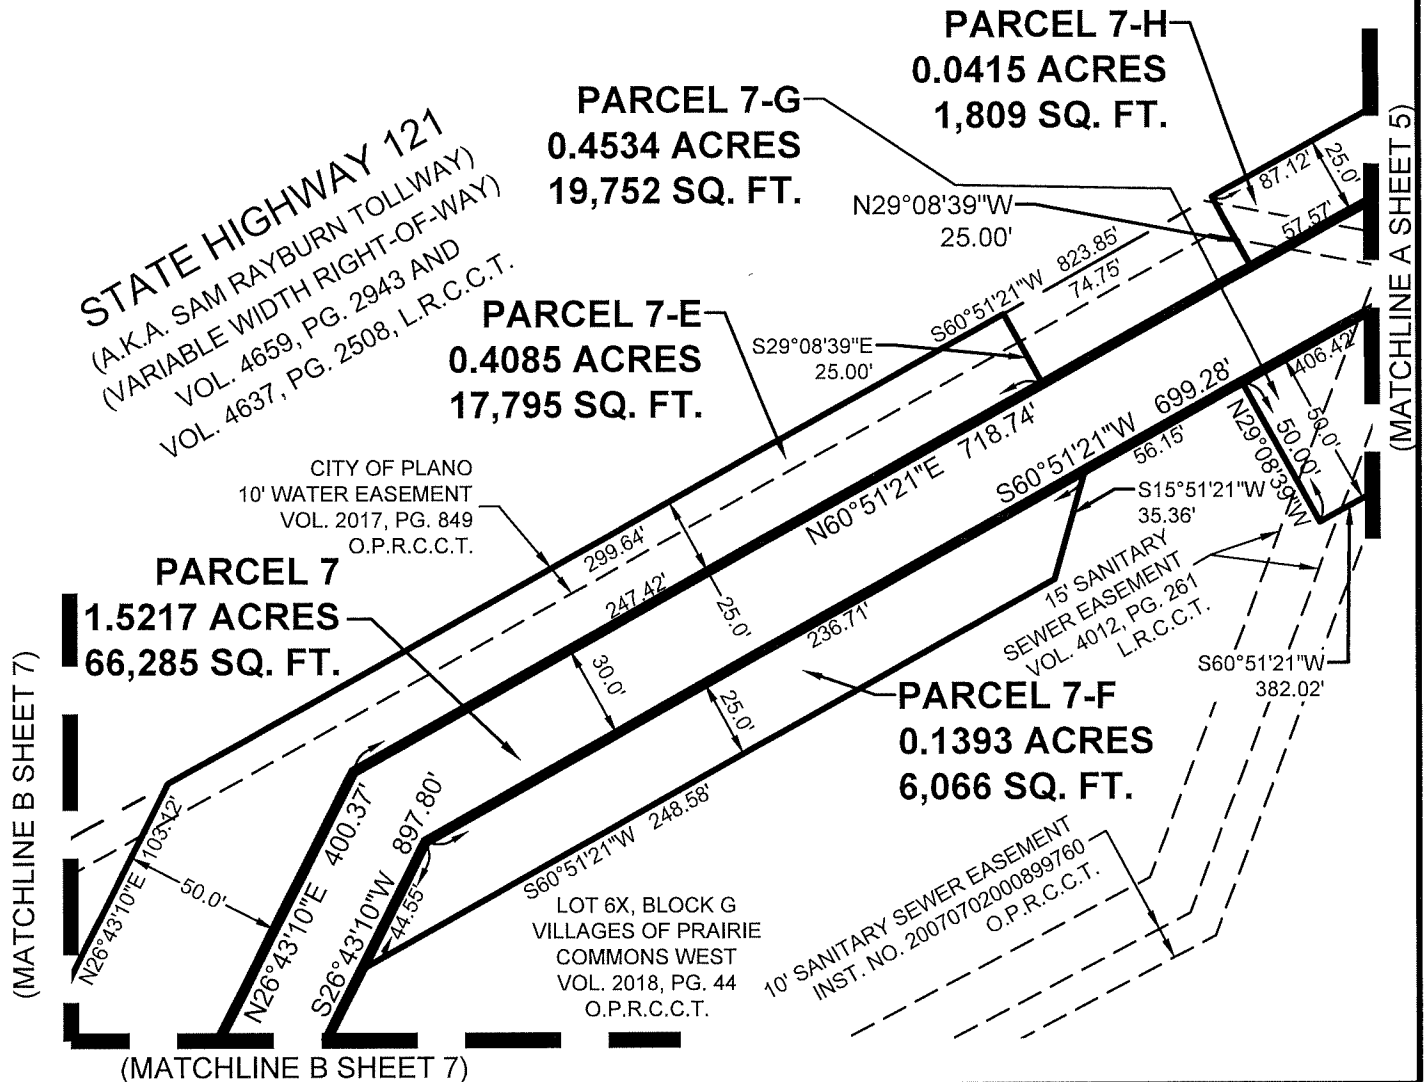 PARCEL 7-H
0.0415 ACRES
1,809 SQ. FT.
PARCEL 7-G
0.4534 ACRES
19,752 SQ. FT.
N29°08'39"W
25.00'
87.12'
25.0'
57.57'
(MATCHLINE A SHEET 5)
STATE HIGHWAY 121
(A.K.A. SAM RAYBURN TOLLWAY)
(VARIABLE WIDTH RIGHT-OF-WAY)
VOL. 4659, PG. 2943 AND
VOL. 4637, PG. 2508, L.R.C.C.T.
PARCEL 7-E
0.4085 ACRES
17,795 SQ. FT.
S60°51'21"W 823.85'
74.75'
S29°08'39"E
25.00'
CITY OF PLANO
10' WATER EASEMENT
VOL. 2017, PG. 849
O.P.R.C.C.T.
N60°51'21"E 718.74'
S60°51'21"W 699.28'
56.15'
406.42'
50.0'
N29°08'39"W
50.00'
S15°51'21"W
35.36'
299.64'
247.42'
25.0'
30.0'
236.71'
25.0'
15' SANITARY
SEWER EASEMENT
VOL. 4012, PG. 261
L.R.C.C.T.
S60°51'21"W
382.02'
PARCEL 7
1.5217 ACRES
66,285 SQ. FT.
PARCEL 7-F
0.1393 ACRES
6,066 SQ. FT.
(MATCHLINE B SHEET 7)
N26°43'10"E 103.42'
50.0'
N26°43'10"E 400.37'
S26°43'10"W 897.80'
44.55'
S60°51'21"W 248.58'
LOT 6X, BLOCK G
VILLAGES OF PRAIRIE
COMMONS WEST
VOL. 2018, PG. 44
O.P.R.C.C.T.
10' SANITARY SEWER EASEMENT
INST. NO. 20070702000899760
O.P.R.C.C.T.
(MATCHLINE B SHEET 7)